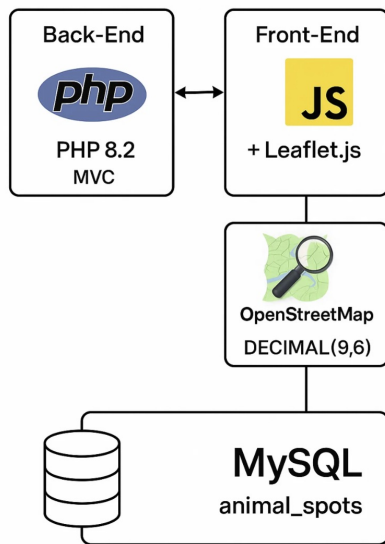 Back-End
php
PHP 8.2
MVC
Front-End
JS
+ Leaflet.js
OpenStreetMap
DECIMAL(9,6)
MySQL
animal_spots